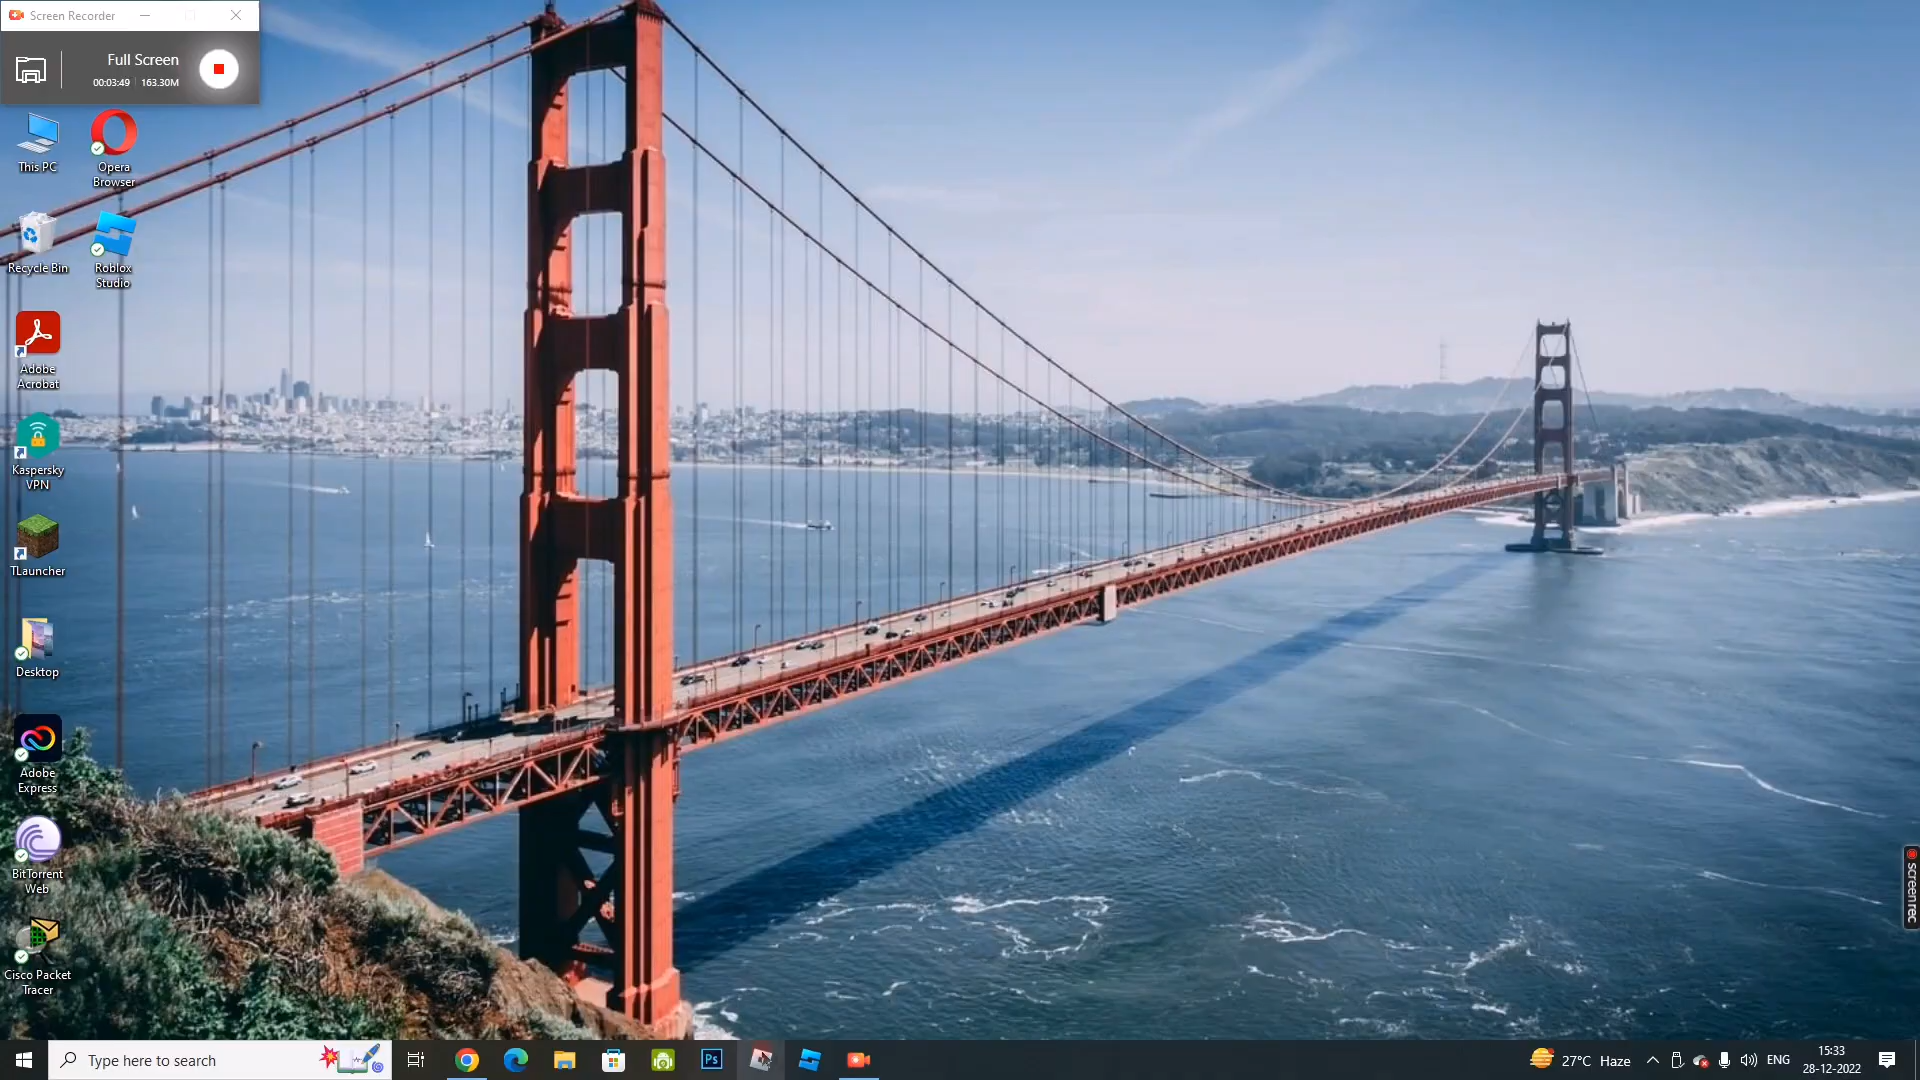 Screen Recorder
Full Screen
00:03:49 163.30M
This PC
Opera
Browser
Recycle Bin
Roblox
Studio
Adobe
Acrobat
Kaspersky
VPN
TLauncher
Desktop
Adobe
Express
BitTorrent
Web
Cisco Packet
Tracer
screenrec
Type here to search
Ps
27°C Haze
ENG
15:33
28-12-2022